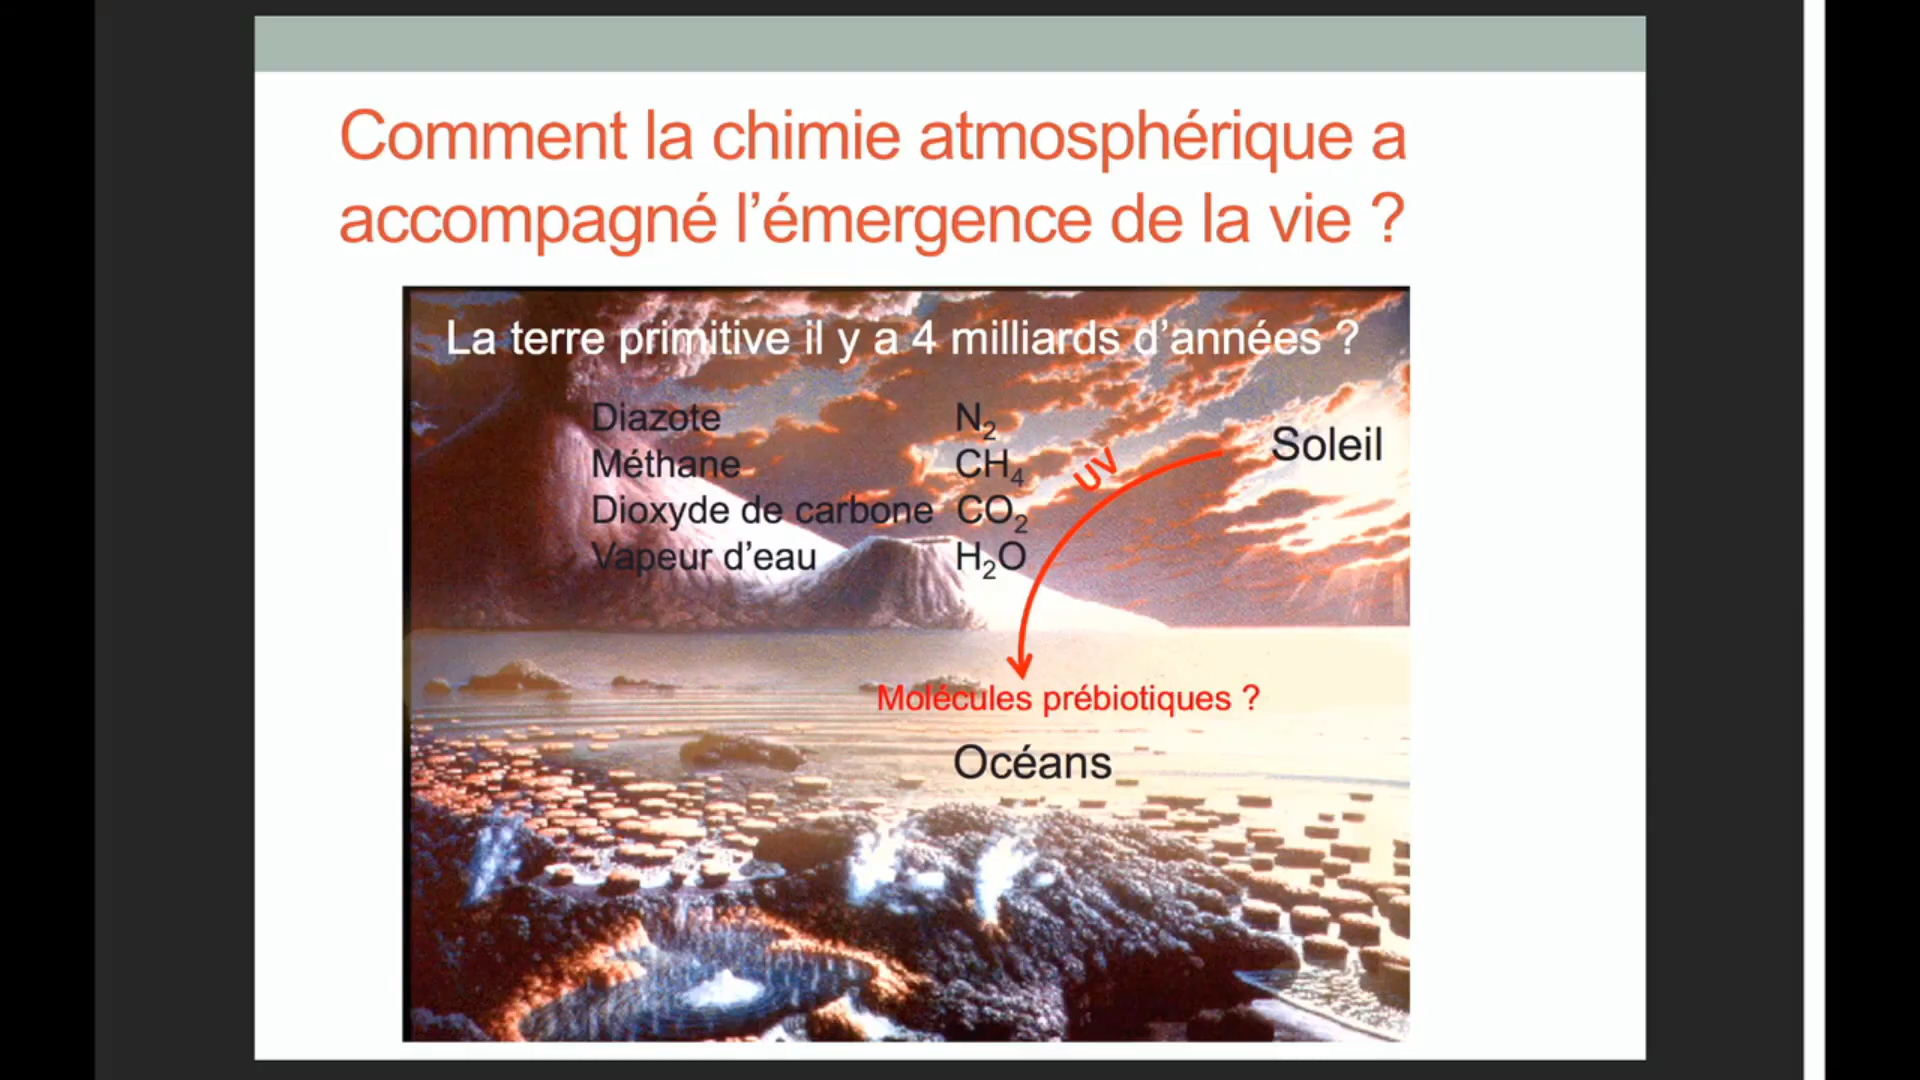 Comment la chimie atmosphérique a
accompagné l’émergence de la vie ?
La terre primitive il y a 4 milliards d’années ?
Diazote N₂
Méthane CH₄
Dioxyde de carbone CO₂
Vapeur d’eau H₂O
Soleil
UV
Molécules prébiotiques ?
Océans